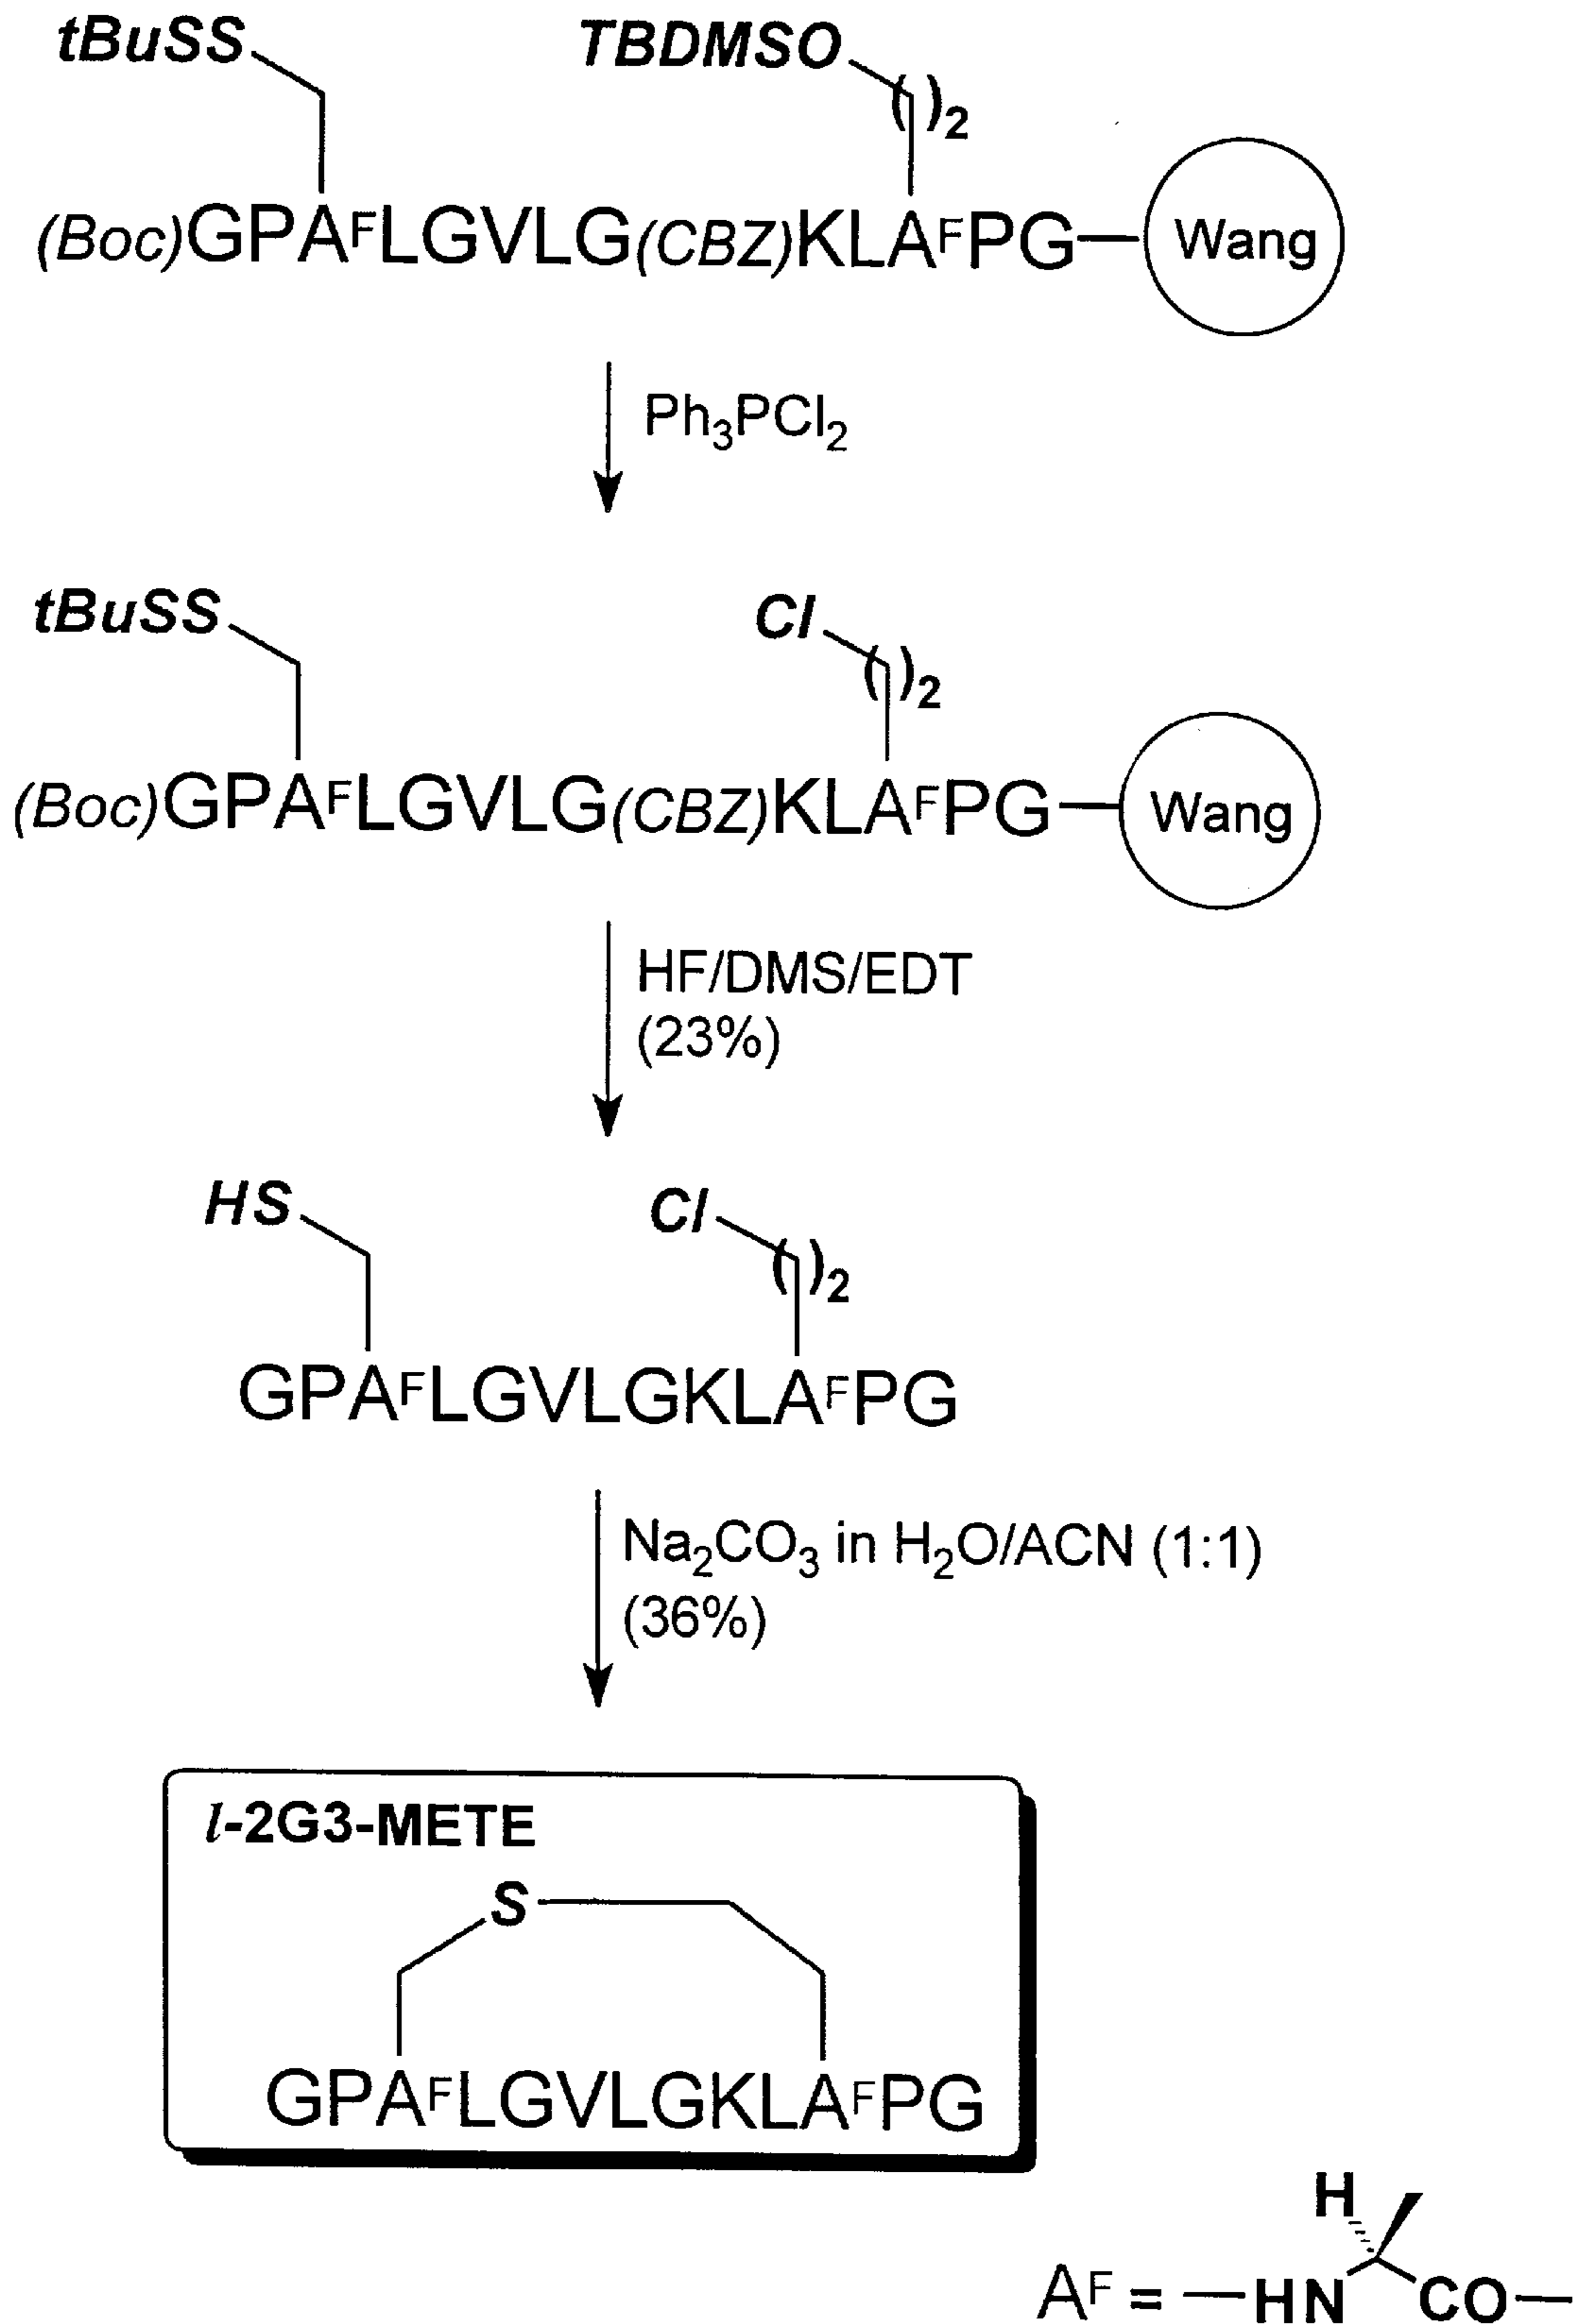 tBuSS TBDMSO
( )2
(Boc)GPAᶠLGVLG(CBZ)KLAᶠPG—Wang
Ph₃PCl₂
tBuSS Cl
( )₂
(Boc)GPAᶠLGVLG(CBZ)KLAᶠPG—Wang
HF/DMS/EDT
(23%)
HS Cl
( )₂
GPAᶠLGVLGKLAᶠPG
Na₂CO₃ in H₂O/ACN (1:1)
(36%)
l-2G3-METE
S
GPAᶠLGVLGKLAᶠPG
H
Aᶠ = —HN CO—